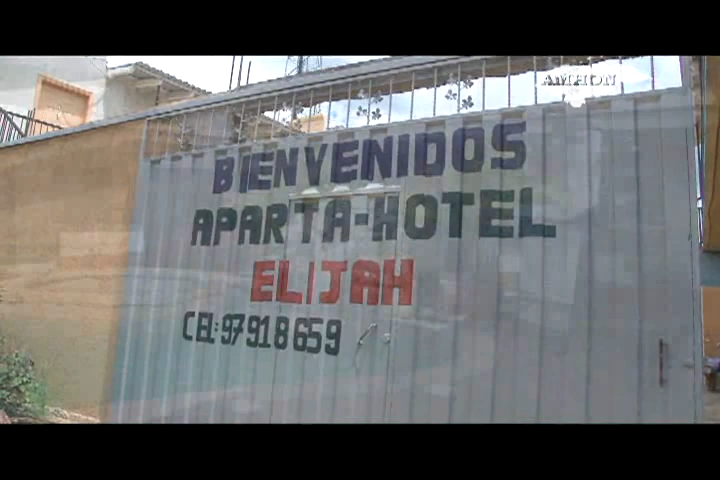 AMHON
BIENVENIDOS
APARTA-HOTEL
ELIJAH
CEL: 97918659